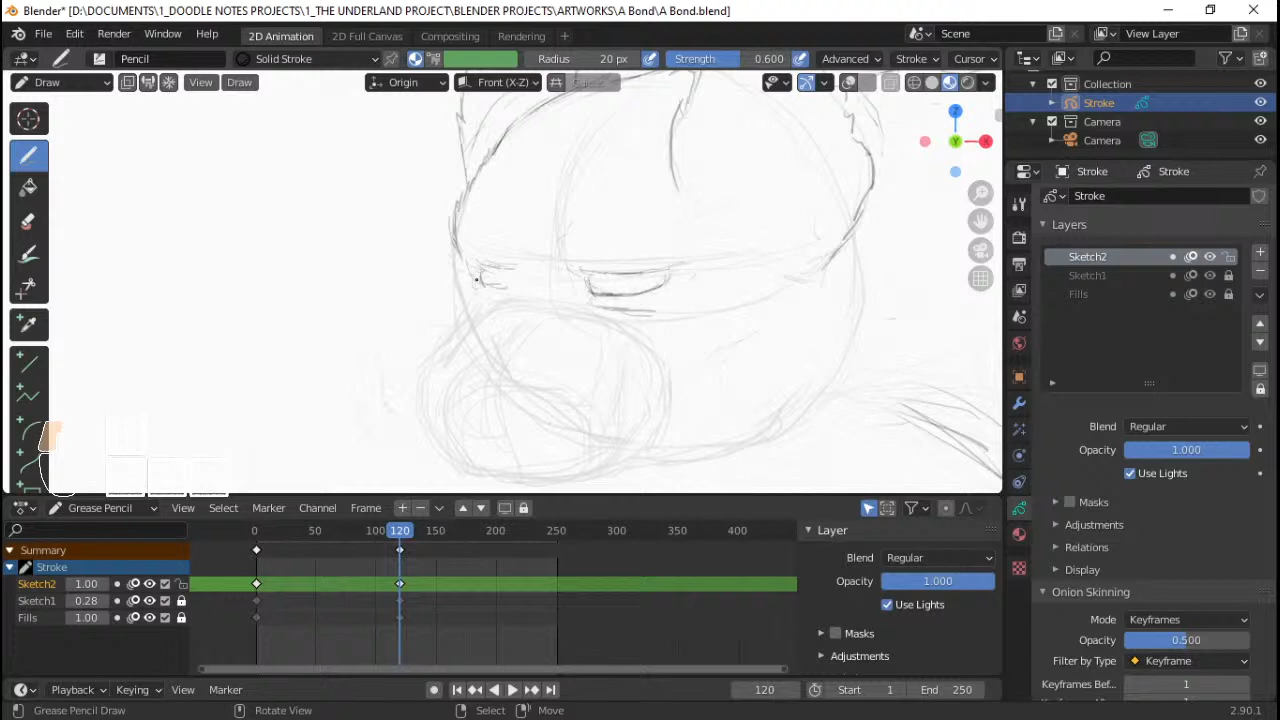 Blender* [D:\DOCUMENTS\1_DOODLE NOTES PROJECTS\1_THE UNDERLAND PROJECT\BLENDER PROJECTS\ARTWORKS\A Bond\A Bond.blend]
File Edit Render Window Help 2D Animation 2D Full Canvas Compositing Rendering + Scene View Layer
Pencil Solid Stroke Radius 20 px Strength 0.600 Advanced Stroke Cursor
Draw View Draw Origin Front (X-Z)
Z
Y
X
Collection
Stroke
Camera
Camera
Stroke Stroke
Stroke
Layers
Sketch2
Sketch1
Fills
Blend Regular
Opacity 1.000
Use Lights
Masks
Adjustments
Relations
Display
Onion Skinning
Mode Keyframes
Opacity 0.500
Filter by Type Keyframe
Keyframes Bef... 1
Grease Pencil View Select Marker Channel Frame
0 50 100 120 150 200 250 300 350 400
Summary
Stroke
Sketch2 1.00
Sketch1 0.28
Fills 1.00
Layer
Blend Regular
Opacity 1.000
Use Lights
Masks
Adjustments
Playback Keying View Marker 120 Start 1 End 250
Grease Pencil Draw Rotate View Select Move 2.90.1